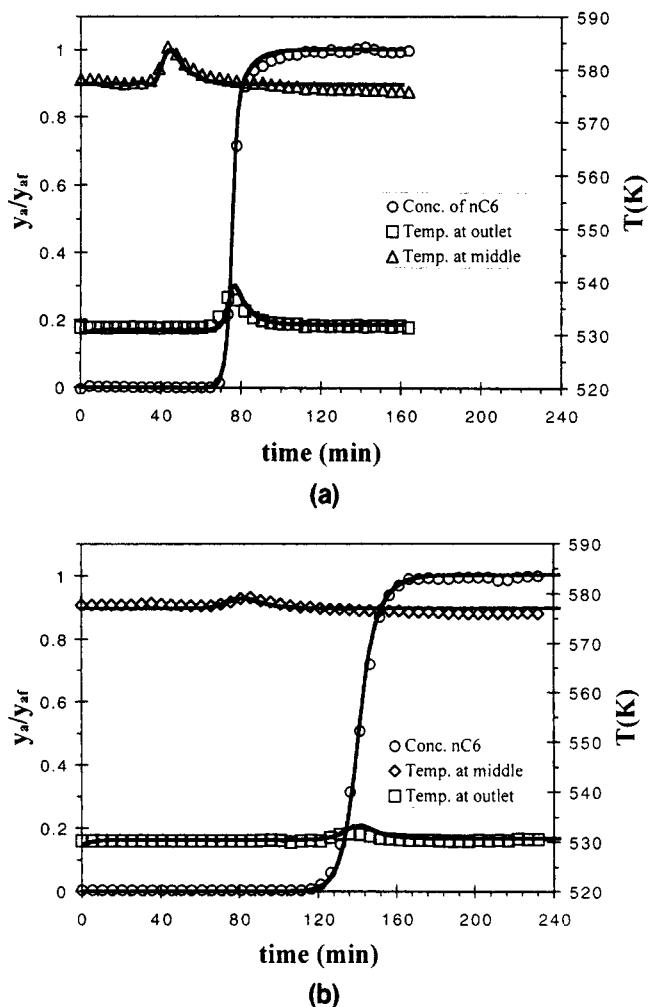 590
1
580
0.8
570
y_a/y_af
0.6
560
T(K)
Conc. of nC6
Temp. at outlet
Temp. at middle
0.4
550
540
0.2
530
0
520
0 40 80 120 160 200 240
time (min)
(a)
590
1
580
0.8
570
y_a/y_af
0.6
560
T(K)
0.4
550
Conc. nC6
Temp. at middle
Temp. at outlet
540
0.2
530
0
520
0 40 80 120 160 200 240
time (min)
(b)